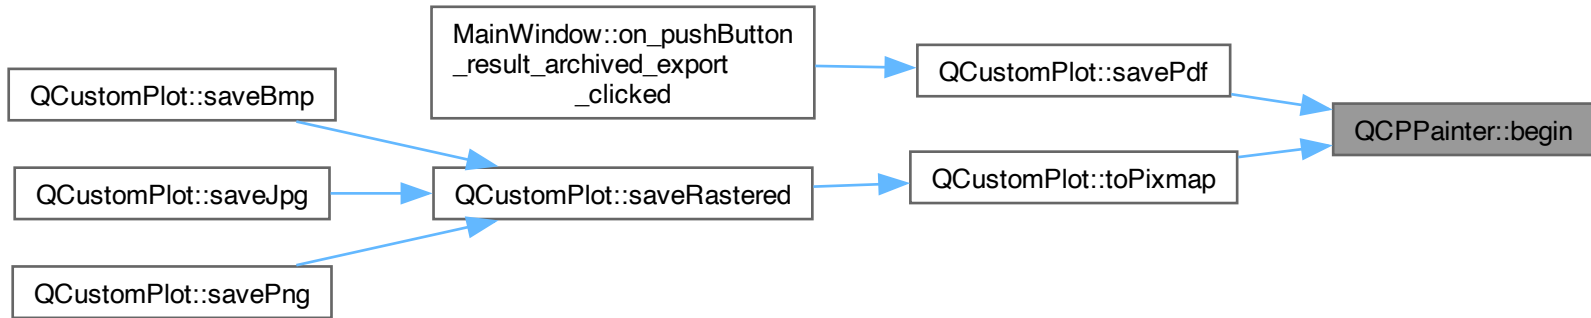 MainWindow::on_pushButton
_result_archived_export
_clicked
QCustomPlot::savePdf
QCustomPlot::saveBmp
QCPPainter::begin
QCustomPlot::saveJpg
QCustomPlot::saveRastered
QCustomPlot::toPixmap
QCustomPlot::savePng